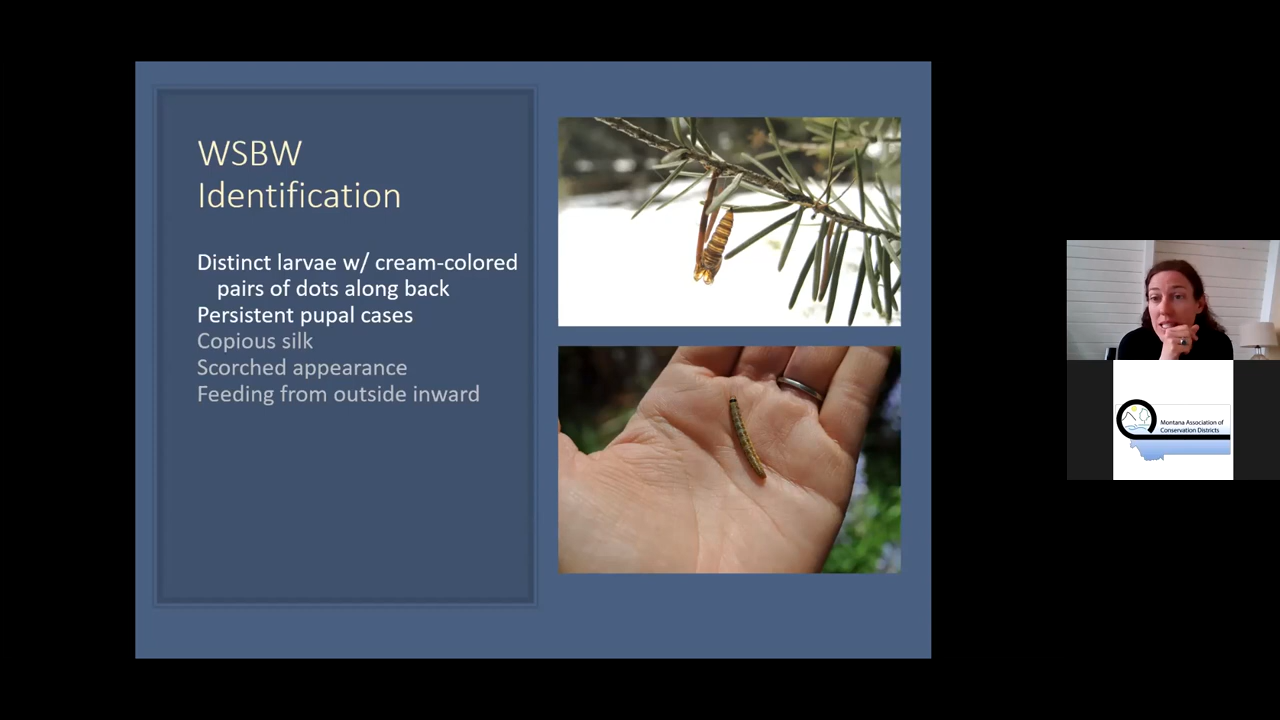 WSBW
Identification
Distinct larvae w/ cream-colored
pairs of dots along back
Persistent pupal cases
Copious silk
Scorched appearance
Feeding from outside inward
Montana Association of
Conservation Districts